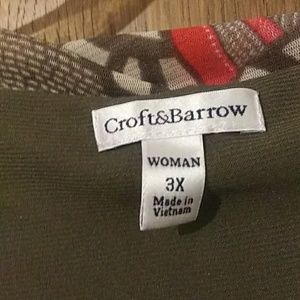 Croft&Barrow
WOMAN
3X
Made in
Vietnam